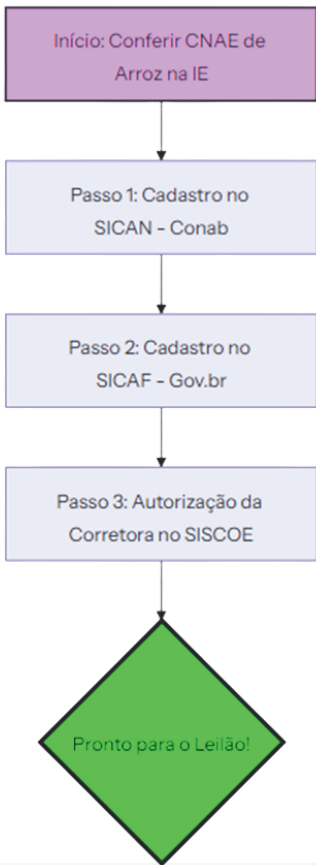 Início: Conferir CNAE de
Arroz na IE
Passo 1: Cadastro no
SICAN - Conab
Passo 2: Cadastro no
SICAF - Gov.br
Passo 3: Autorização da
Corretora no SISCOE
Pronto para o Leilão!